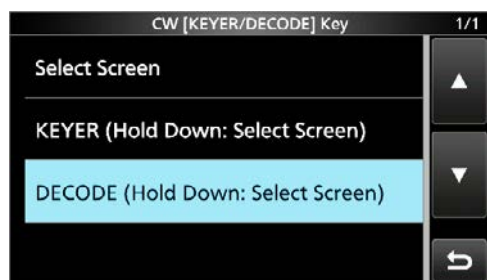 CW [KEYER/DECODE] Key 1/1
Select Screen
KEYER (Hold Down: Select Screen)
DECODE (Hold Down: Select Screen)